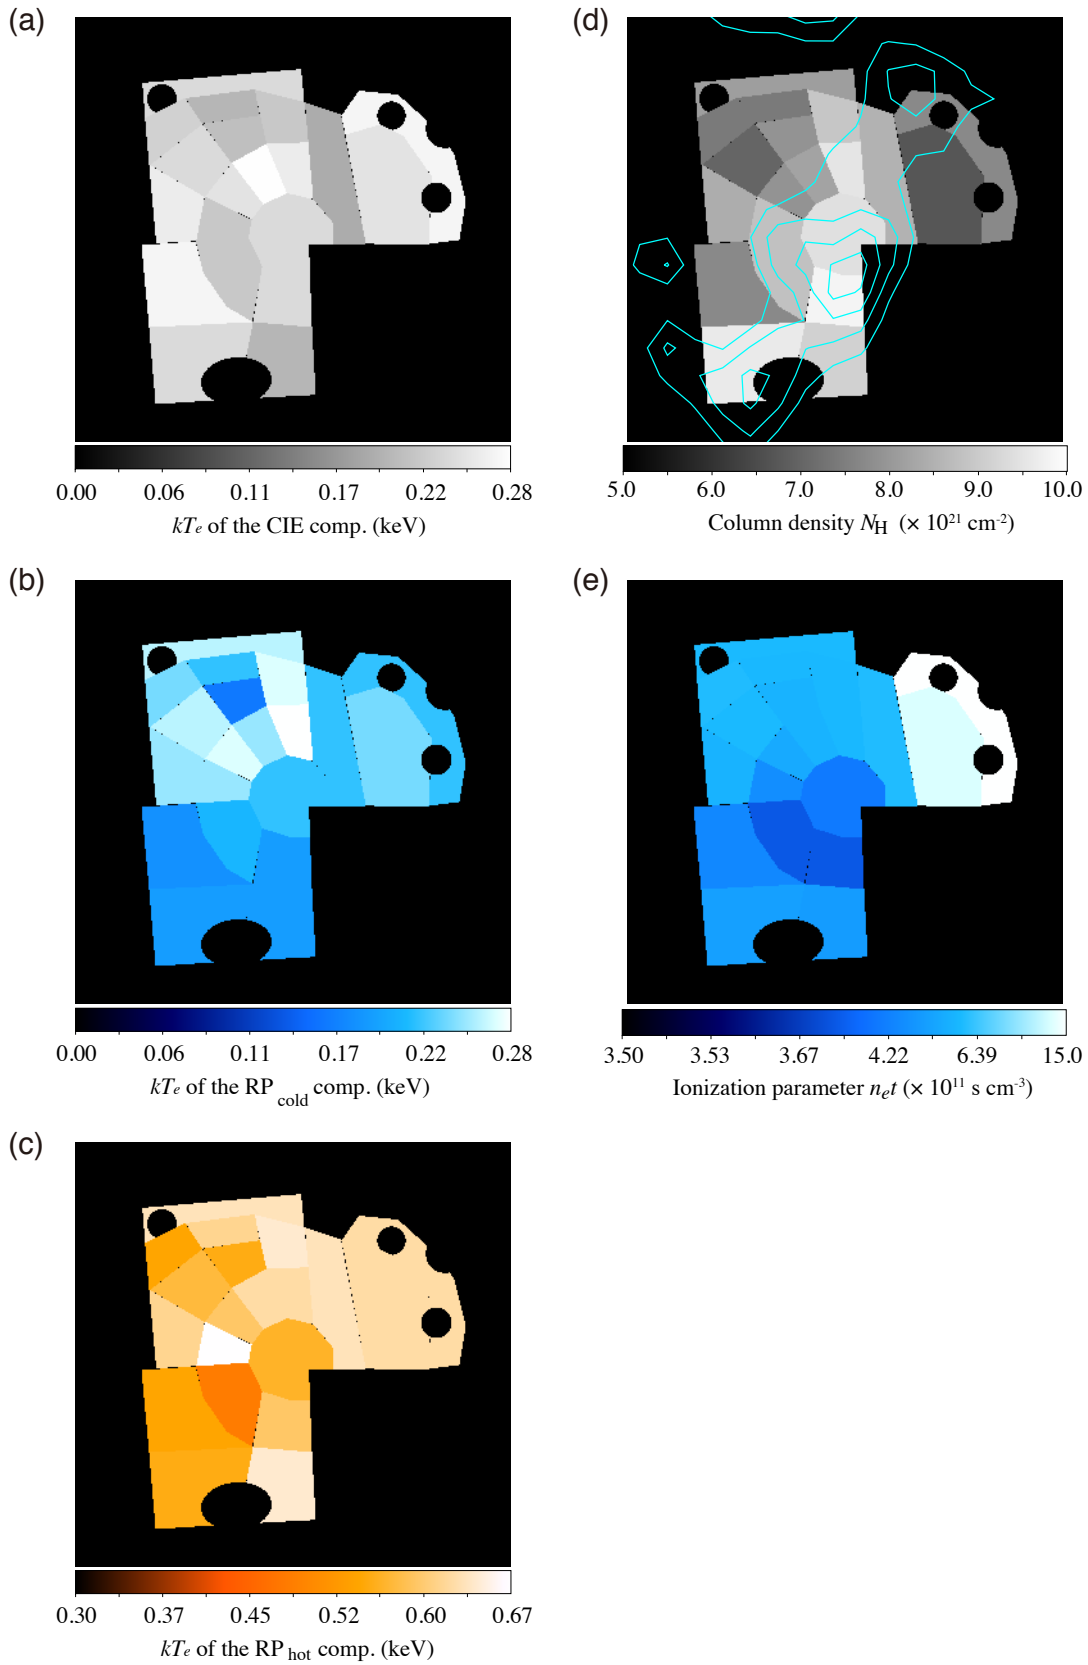 (a)
0.00 0.06 0.11 0.17 0.22 0.28
kTe of the CIE comp. (keV)
(d)
5.0 6.0 7.0 8.0 9.0 10.0
Column density NH (× 10²¹ cm⁻²)
(b)
0.00 0.06 0.11 0.17 0.22 0.28
kTe of the RP cold comp. (keV)
(e)
3.50 3.53 3.67 4.22 6.39 15.0
Ionization parameter net (× 10¹¹ s cm⁻³)
(c)
0.30 0.37 0.45 0.52 0.60 0.67
kTe of the RP hot comp. (keV)